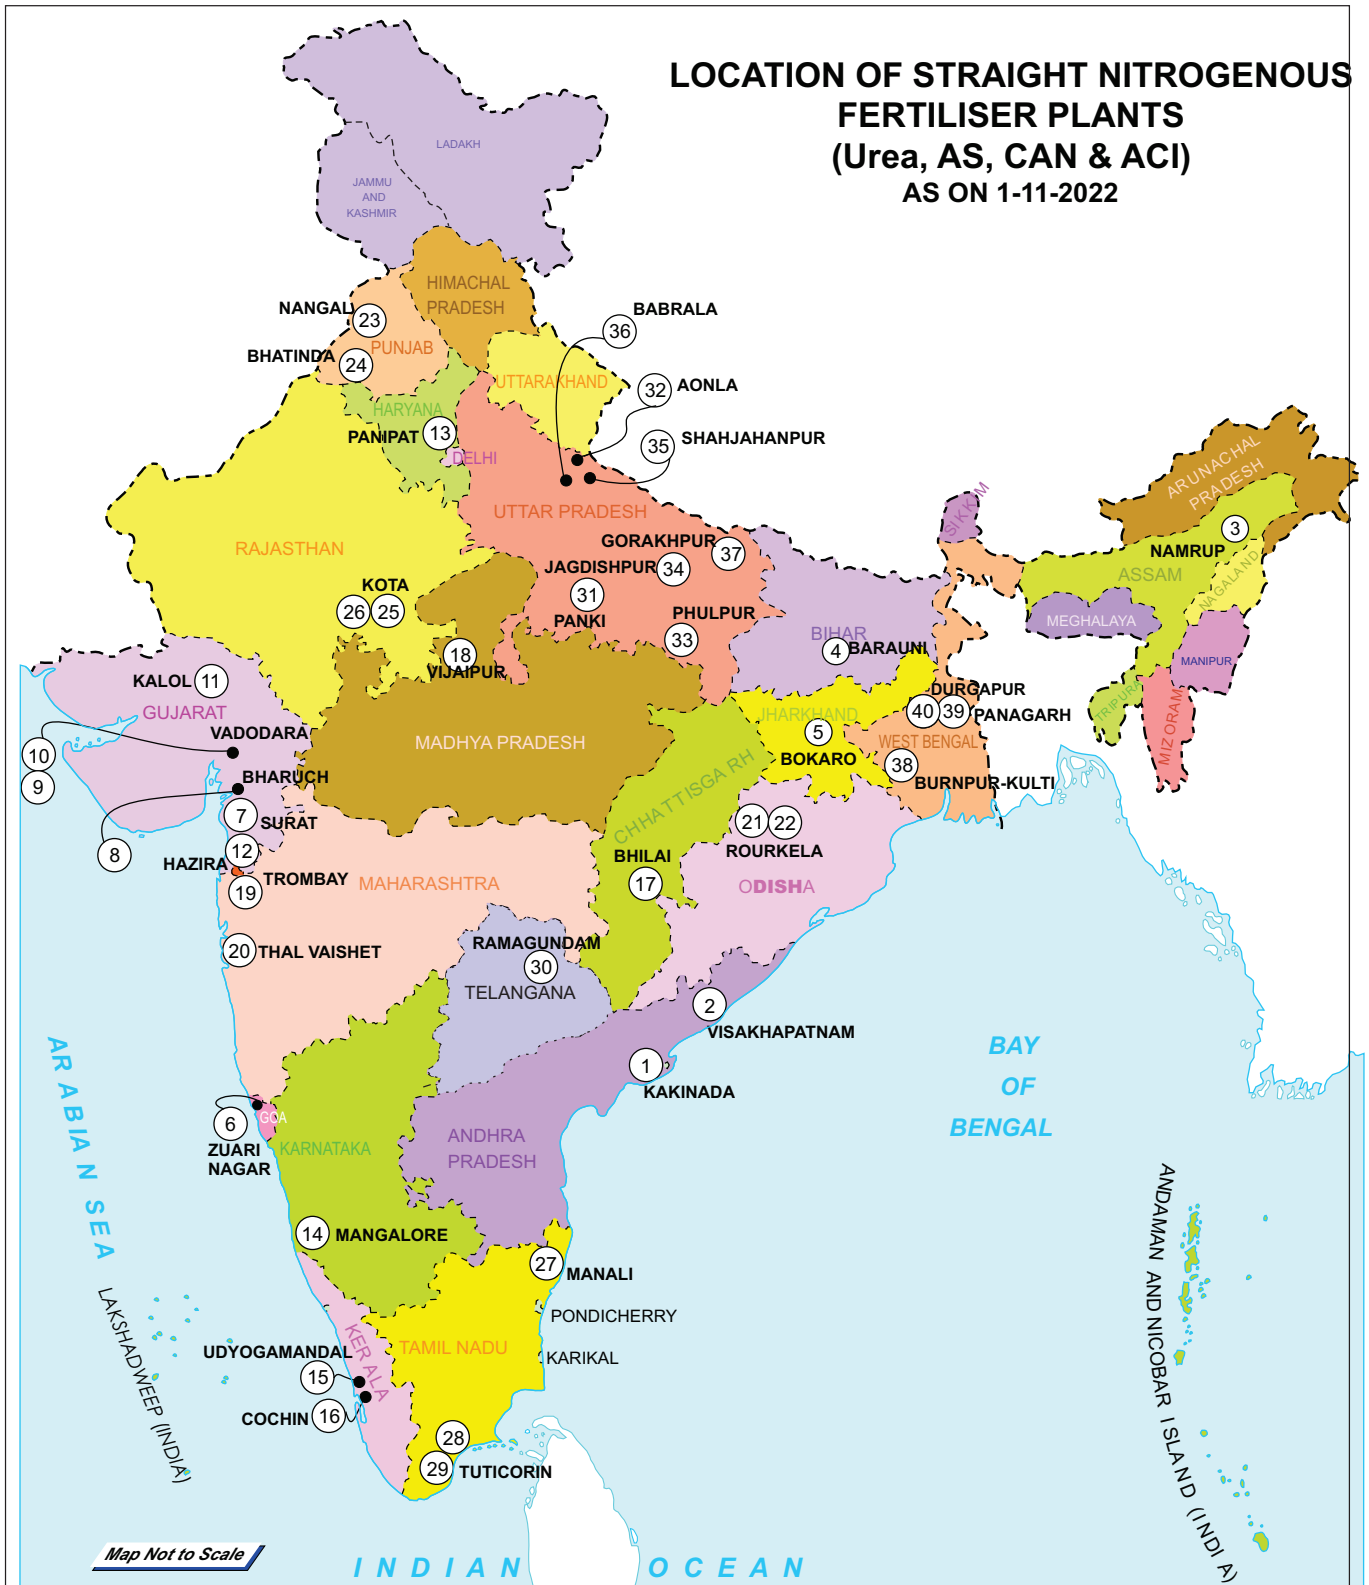 LOCATION OF STRAIGHT NITROGENOUS
FERTILISER PLANTS
(Urea, AS, CAN & ACI)
AS ON 1-11-2022
LADAKH
JAMMU
AND
KASHMIR
HIMACHAL
PRADESH
NANGAL
23
PUNJAB
BHATINDA
24
BABRALA
36
UTTARAKHAND
32
AONLA
HARYANA
PANIPAT
13
DELHI
35
SHAHJAHANPUR
UTTAR PRADESH
RAJASTHAN
GORAKHPUR
37
JAGDISHPUR
34
31
PANKI
PHULPUR
33
KOTA
26
25
18
VIJAIPUR
SIKKIM
ARUNACHAL
PRADESH
3
NAMRUP
ASSAM
NAGALAND
MEGHALAYA
MANIPUR
TRIPURA
MIZORAM
BIHAR
4
BARAUNI
KALOL
11
GUJARAT
VADODARA
10
9
BHARUCH
7
SURAT
8
12
HAZIRA
TROMBAY
19
MADHYA PRADESH
JHARKHAND
5
BOKARO
DURGAPUR
40
39
PANAGARH
WEST BENGAL
38
BURNPUR-KULTI
CHHATTISGA RH
21
22
ROURKELA
BHILAI
17
ODISHA
MAHARASHTRA
20
THAL VAISHET
RAMAGUNDAM
30
TELANGANA
2
VISAKHAPATNAM
1
KAKINADA
BAY
OF
BENGAL
ARABIAN SEA
GOA
6
ZUARI
NAGAR
KARNATAKA
ANDHRA
PRADESH
14
MANGALORE
27
MANALI
PONDICHERRY
KARIKAL
TAMIL NADU
KERALA
UDYOGAMANDAL
15
COCHIN
16
28
29
TUTICORIN
LAKSHADWEEP (INDIA)
ANDAMAN AND NICOBAR ISLAND (INDIA)
Map Not to Scale
INDIAN OCEAN